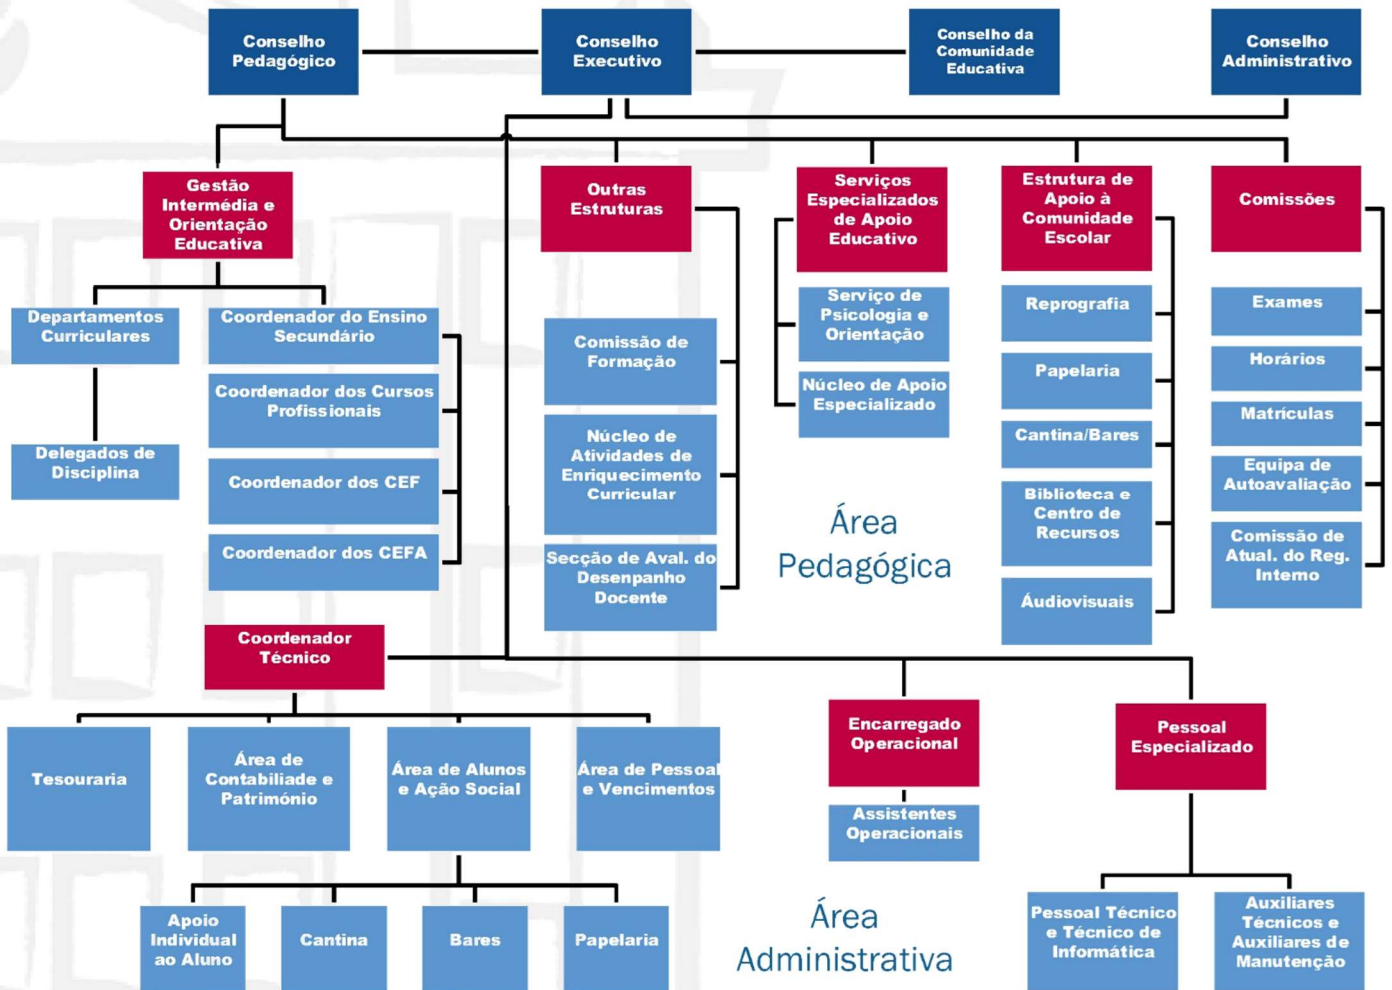 Conselho
Pedagógico
Conselho
Executivo
Conselho da
Comunidade
Educativa
Conselho
Administrativo
Gestão
Intermédia e
Orientação
Educativa
Outras
Estruturas
Serviços
Especializados
de Apoio
Educativo
Estrutura de
Apoio à
Comunidade
Escolar
Comissões
Departamentos
Curriculares
Delegados de
Disciplina
Coordenador do Ensino
Secundário
Coordenador dos Cursos
Profissionais
Coordenador dos CEF
Coordenador dos CEFA
Comissão de
Formação
Núcleo de
Atividades de
Enriquecimento
Curricular
Secção de Aval. do
Desenpanho
Docente
Serviço de
Psicologia e
Orientação
Núcleo de Apoio
Especializado
Reprografia
Papelaria
Cantina/Bares
Biblioteca e
Centro de
Recursos
Áudiovisuais
Exames
Horários
Matrículas
Equipa de
Autoavaliação
Comissão de
Atual. do Reg.
Interno
Área
Pedagógica
Coordenador
Técnico
Encarregado
Operacional
Pessoal
Especializado
Tesouraria
Área de
Contabiliade e
Património
Área de Alunos
e Ação Social
Área de Pessoal
e Vencimentos
Assistentes
Operacionais
Apoio
Individual
ao Aluno
Cantina
Bares
Papelaria
Área
Administrativa
Pessoal Técnico
e Técnico de
Informática
Auxiliares
Técnicos e
Auxiliares de
Manutenção